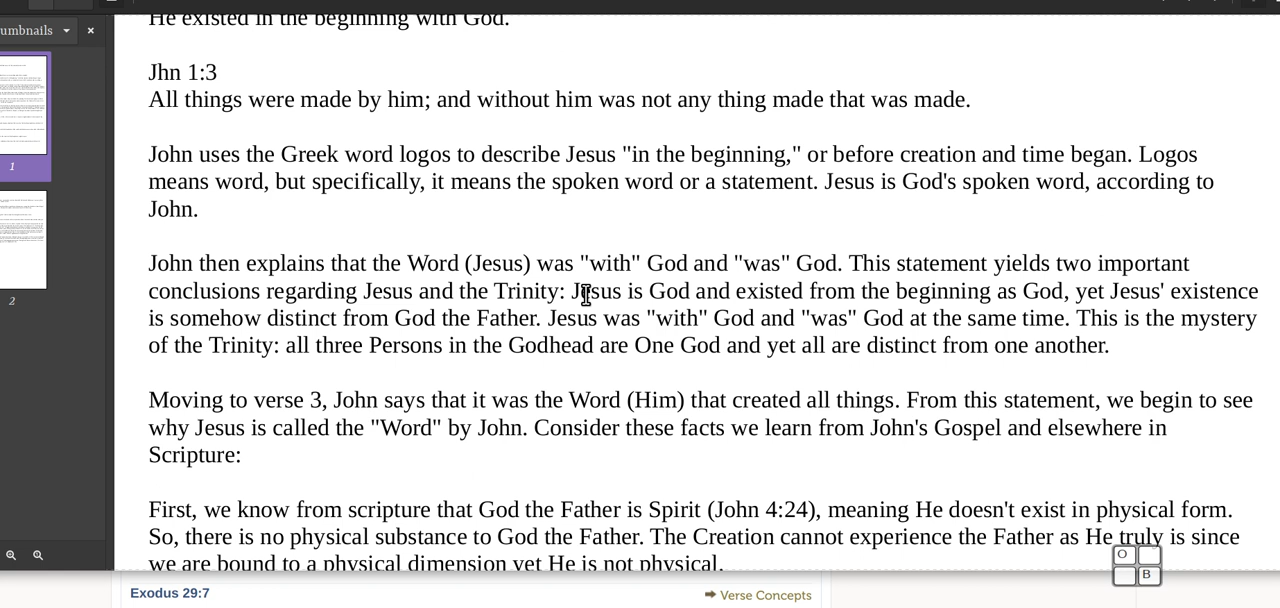 umbnails
He existed in the beginning with God.
Jhn 1:3
All things were made by him; and without him was not any thing made that was made.
John uses the Greek word logos to describe Jesus "in the beginning," or before creation and time began. Logos
means word, but specifically, it means the spoken word or a statement. Jesus is God's spoken word, according to
John.
John then explains that the Word (Jesus) was "with" God and "was" God. This statement yields two important
conclusions regarding Jesus and the Trinity: Jesus is God and existed from the beginning as God, yet Jesus' existence
is somehow distinct from God the Father. Jesus was "with" God and "was" God at the same time. This is the mystery
of the Trinity: all three Persons in the Godhead are One God and yet all are distinct from one another.
Moving to verse 3, John says that it was the Word (Him) that created all things. From this statement, we begin to see
why Jesus is called the "Word" by John. Consider these facts we learn from John's Gospel and elsewhere in
Scripture:
First, we know from scripture that God the Father is Spirit (John 4:24), meaning He doesn't exist in physical form.
So, there is no physical substance to God the Father. The Creation cannot experience the Father as He truly is since
we are bound to a physical dimension yet He is not physical.
1
2
O
B
Exodus 29:7
Verse Concepts